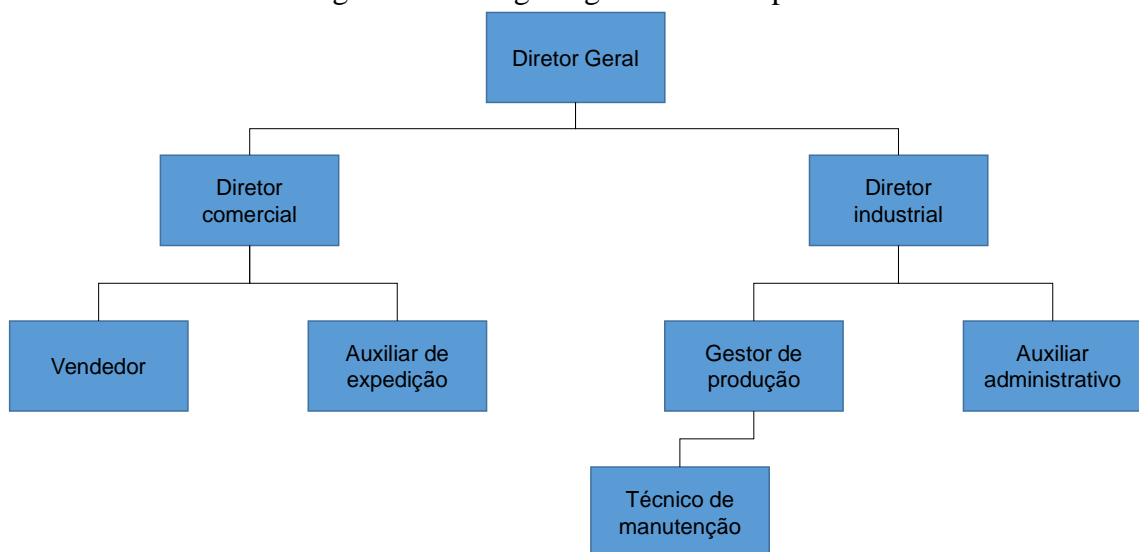 Diretor Geral
Diretor
comercial
Diretor
industrial
Vendedor
Auxiliar de
expedição
Gestor de
produção
Auxiliar
administrativo
Técnico de
manutenção